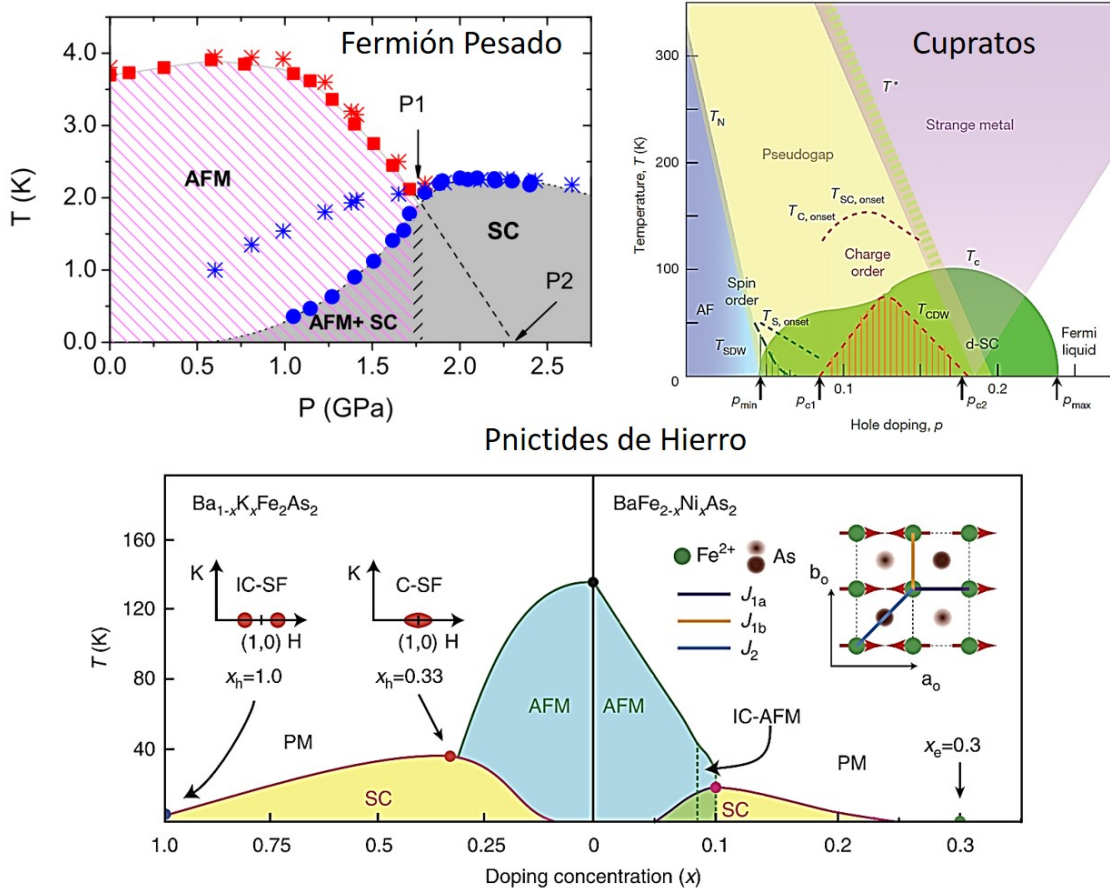 Fermión Pesado
T (K)
4.0
3.0
2.0
1.0
0.0
AFM
P1
SC
P2
AFM+ SC
0.0 0.5 1.0 1.5 2.0 2.5
P (GPa)
Cupratos
Temperature, T (K)
300
200
100
0
T_N
T*
Strange metal
Pseudogap
T_SC, onset
T_C, onset
Charge order
T_c
Spin order
AF
T_S, onset
T_CDW
T_SDW
d-SC
Fermi liquid
0.1 0.2
p_min p_c1 p_c2 p_max
Hole doping, p
Pnictides de Hierro
Ba1-xKxFe2As2
BaFe2-xNixAs2
T (K)
160
120
80
40
K IC-SF
(1,0) H
x_h=1.0
K C-SF
(1,0) H
x_h=0.33
Fe2+ As
J1a
J1b
J2
b_o
a_o
AFM AFM
IC-AFM
PM
PM
x_e=0.3
SC
SC
1.0 0.75 0.5 0.25 0 0.1 0.2 0.3
Doping concentration (x)